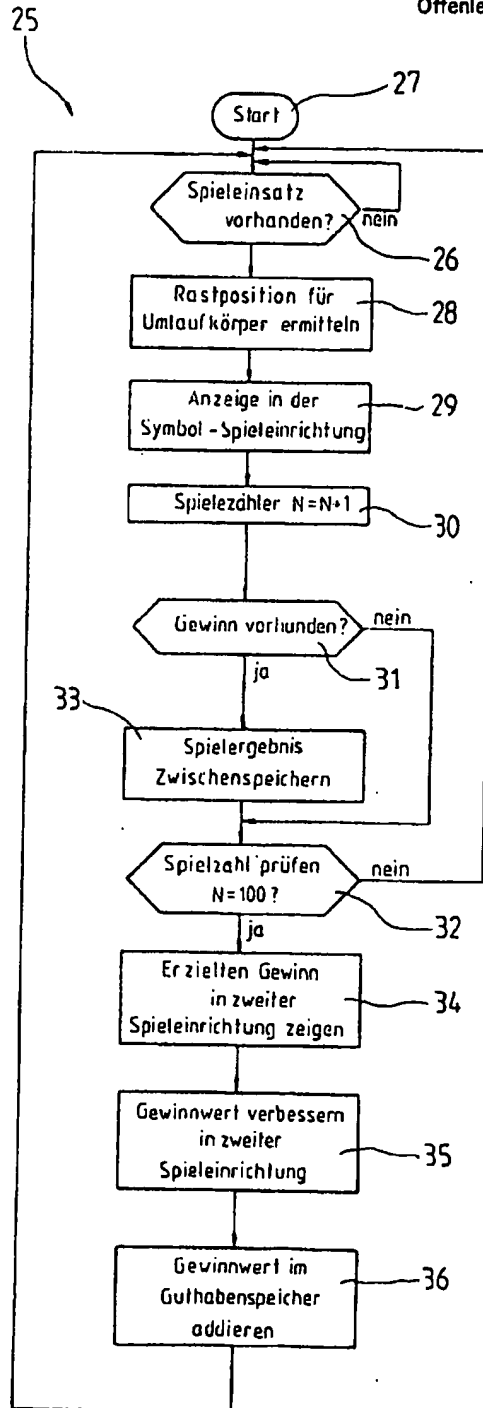 Offenle
25
27
Start
Spieleinsatz
vorhanden?
nein
26
Rastposition für
Umlaufkörper ermitteln
28
Anzeige in der
Symbol-Spieleinrichtung
29
Spielezähler N=N+1
30
Gewinn vorhunden?
nein
31
ja
33
Spielergebnis
Zwischenspeichern
Spielzahl prüfen
N=100?
nein
32
ja
Erzielten Gewinn
in zweiter
Spieleinrichtung zeigen
34
Gewinnwert verbessern
in zweiter
Spieleinrichtung
35
Gewinnwert im
Guthabenspeicher
addieren
36